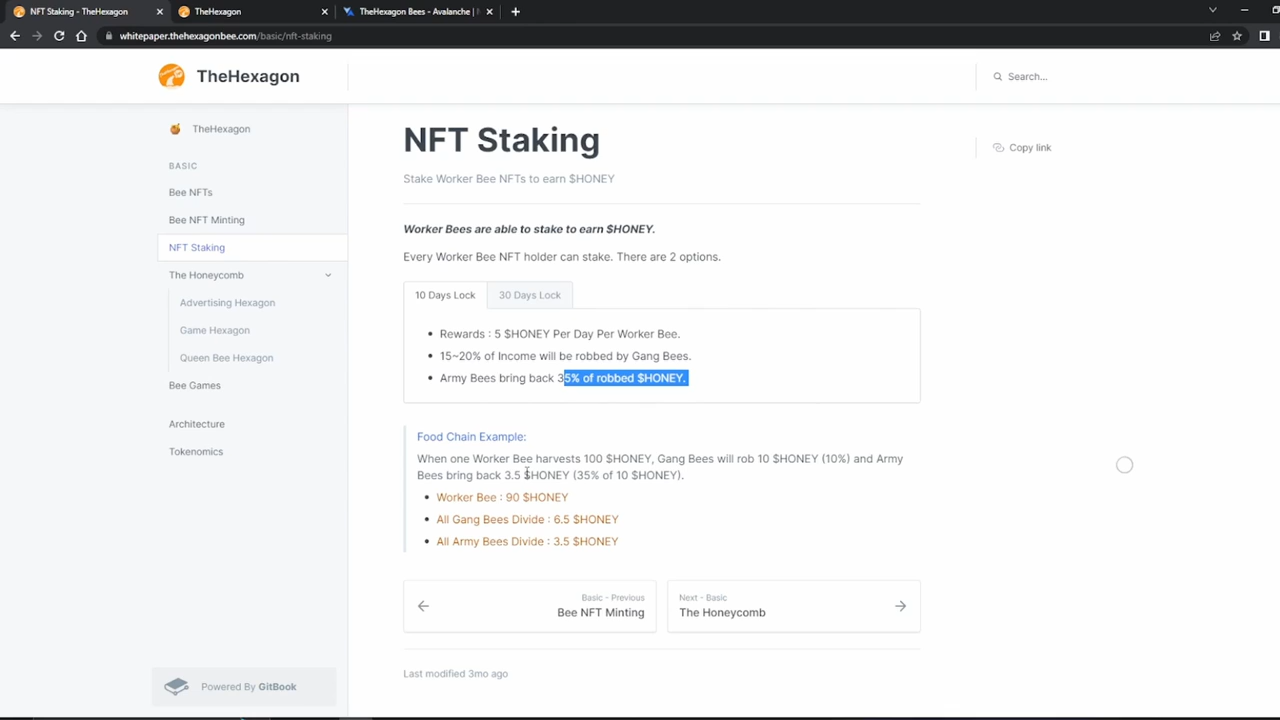 NFT Staking - TheHexagon
TheHexagon
TheHexagon Bees - Avalanche |
whitepaper.thehexagonbee.com/basic/nft-staking
TheHexagon
Search...
TheHexagon
BASIC
Bee NFTs
Bee NFT Minting
NFT Staking
The Honeycomb
Advertising Hexagon
Game Hexagon
Queen Bee Hexagon
Bee Games
Architecture
Tokenomics
Powered By GitBook
NFT Staking
Stake Worker Bee NFTs to earn $HONEY
Copy link
Worker Bees are able to stake to earn $HONEY.
Every Worker Bee NFT holder can stake. There are 2 options.
10 Days Lock
30 Days Lock
Rewards : 5 $HONEY Per Day Per Worker Bee.
15~20% of Income will be robbed by Gang Bees.
Army Bees bring back 35% of robbed $HONEY.
Food Chain Example:
When one Worker Bee harvests 100 $HONEY, Gang Bees will rob 10 $HONEY (10%) and Army
Bees bring back 3.5 $HONEY (35% of 10 $HONEY).
Worker Bee : 90 $HONEY
All Gang Bees Divide : 6.5 $HONEY
All Army Bees Divide : 3.5 $HONEY
Basic - Previous
Bee NFT Minting
Next - Basic
The Honeycomb
Last modified 3mo ago